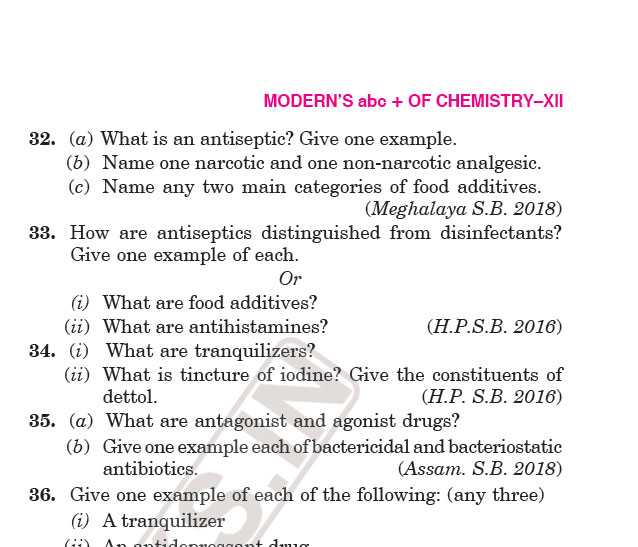 MODERN'S abc + OF CHEMISTRY–XII
32. (a) What is an antiseptic? Give one example.
(b) Name one narcotic and one non-narcotic analgesic.
(c) Name any two main categories of food additives.
(Meghalaya S.B. 2018)
33. How are antiseptics distinguished from disinfectants?
Give one example of each.
Or
(i) What are food additives?
(ii) What are antihistamines? (H.P.S.B. 2016)
34. (i) What are tranquilizers?
(ii) What is tincture of iodine? Give the constituents of
dettol. (H.P. S.B. 2016)
35. (a) What are antagonist and agonist drugs?
(b) Give one example each of bactericidal and bacteriostatic
antibiotics. (Assam. S.B. 2018)
36. Give one example of each of the following: (any three)
(i) A tranquilizer
(ii) An antidepressant drug
S.IN